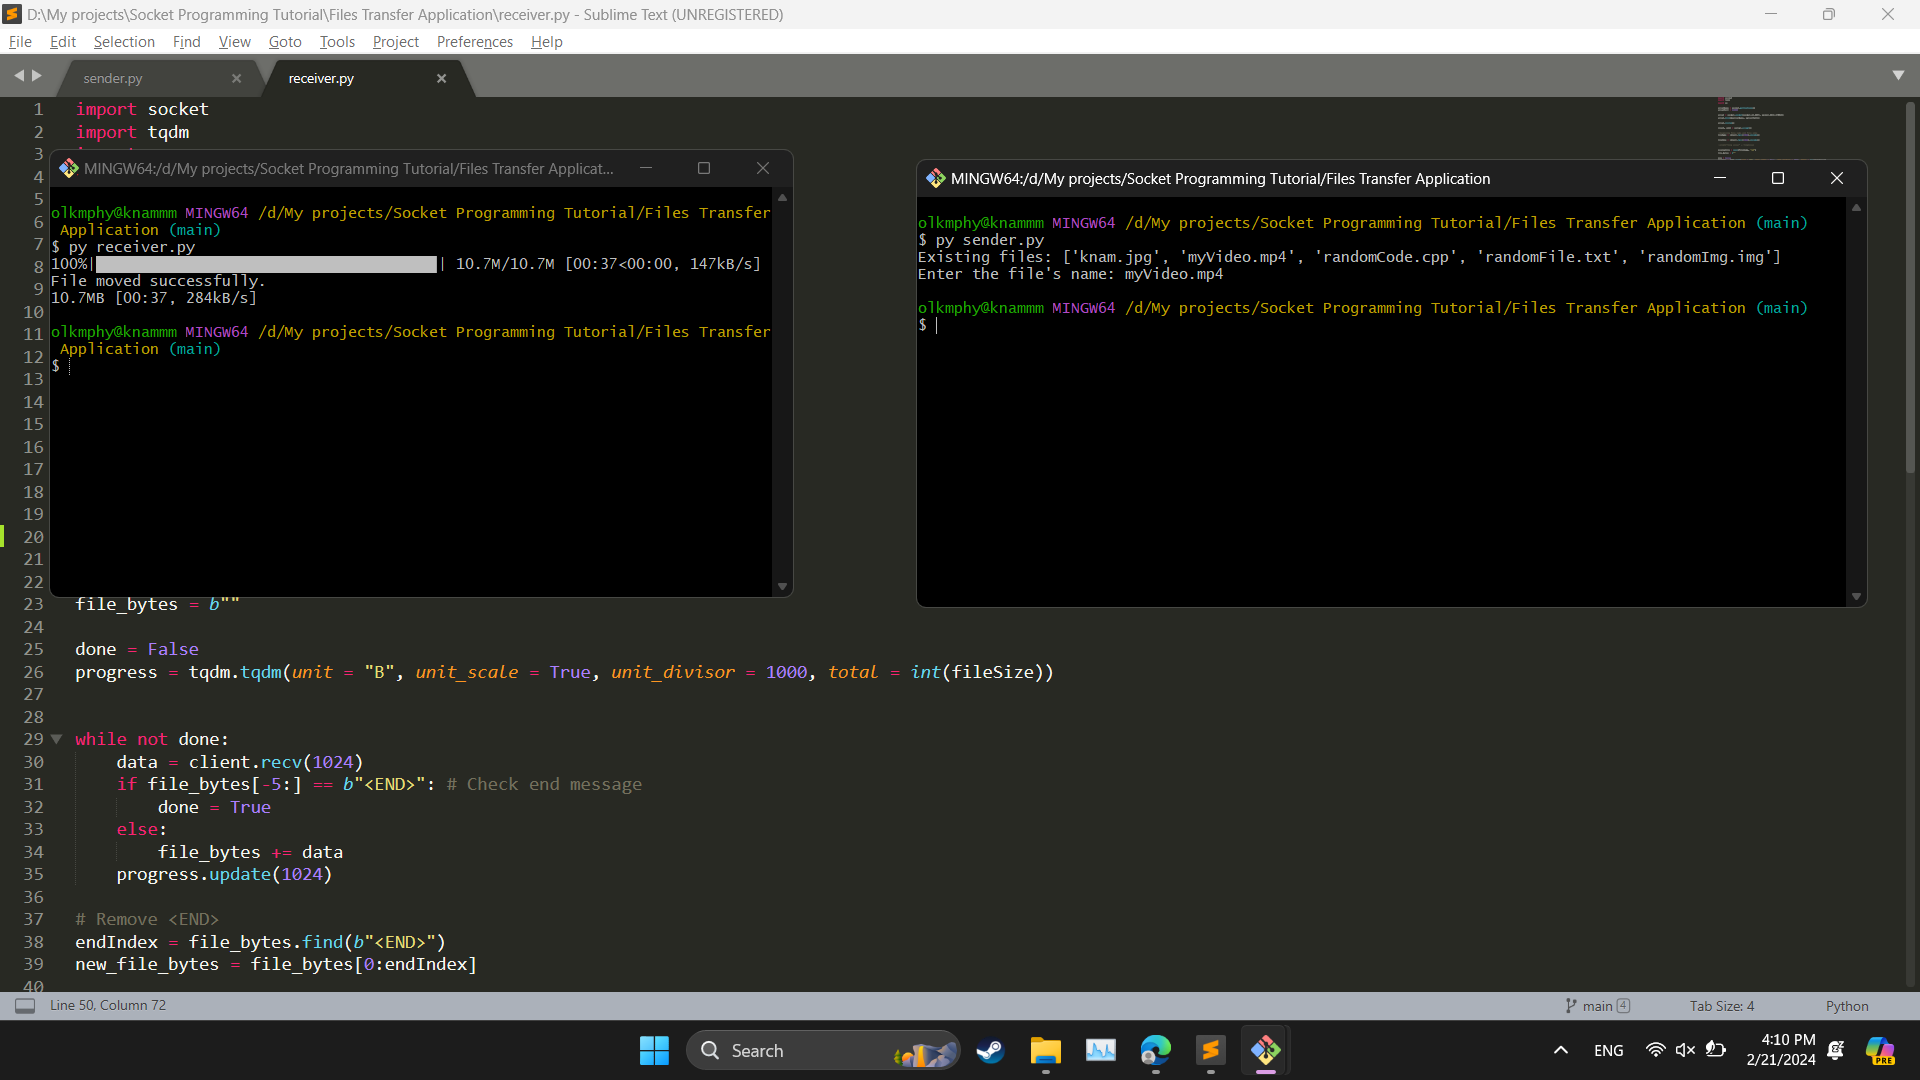 D:\My projects\Socket Programming Tutorial\Files Transfer Application\receiver.py - Sublime Text (UNREGISTERED)
File Edit Selection Find View Goto Tools Project Preferences Help
sender.py
receiver.py
1 import socket
2 import tqdm
3
4
5
6
7
8
9
10
11
12
13
14
15
16
17
18
19
20
21
22
MINGW64:/d/My projects/Socket Programming Tutorial/Files Transfer Applicat...
olkmphy@knammm MINGW64 /d/My projects/Socket Programming Tutorial/Files Transfer
Application (main)
$ py receiver.py
100%| | 10.7M/10.7M [00:37<00:00, 147kB/s]
File moved successfully.
10.7MB [00:37, 284kB/s]
olkmphy@knammm MINGW64 /d/My projects/Socket Programming Tutorial/Files Transfer
Application (main)
$
MINGW64:/d/My projects/Socket Programming Tutorial/Files Transfer Application
olkmphy@knammm MINGW64 /d/My projects/Socket Programming Tutorial/Files Transfer Application (main)
$ py sender.py
Existing files: ['knam.jpg', 'myVideo.mp4', 'randomCode.cpp', 'randomFile.txt', 'randomImg.img']
Enter the file's name: myVideo.mp4
olkmphy@knammm MINGW64 /d/My projects/Socket Programming Tutorial/Files Transfer Application (main)
$
23 file_bytes = b""
24
25 done = False
26 progress = tqdm.tqdm(unit = "B", unit_scale = True, unit_divisor = 1000, total = int(fileSize))
27
28
29 while not done:
30 data = client.recv(1024)
31 if file_bytes[-5:] == b"<END>": # Check end message
32 done = True
33 else:
34 file_bytes += data
35 progress.update(1024)
36
37 # Remove <END>
38 endIndex = file_bytes.find(b"<END>")
39 new_file_bytes = file_bytes[0:endIndex]
40
Line 50, Column 72
main 4
Tab Size: 4
Python
Search
ENG
4:10 PM
2/21/2024
PRE